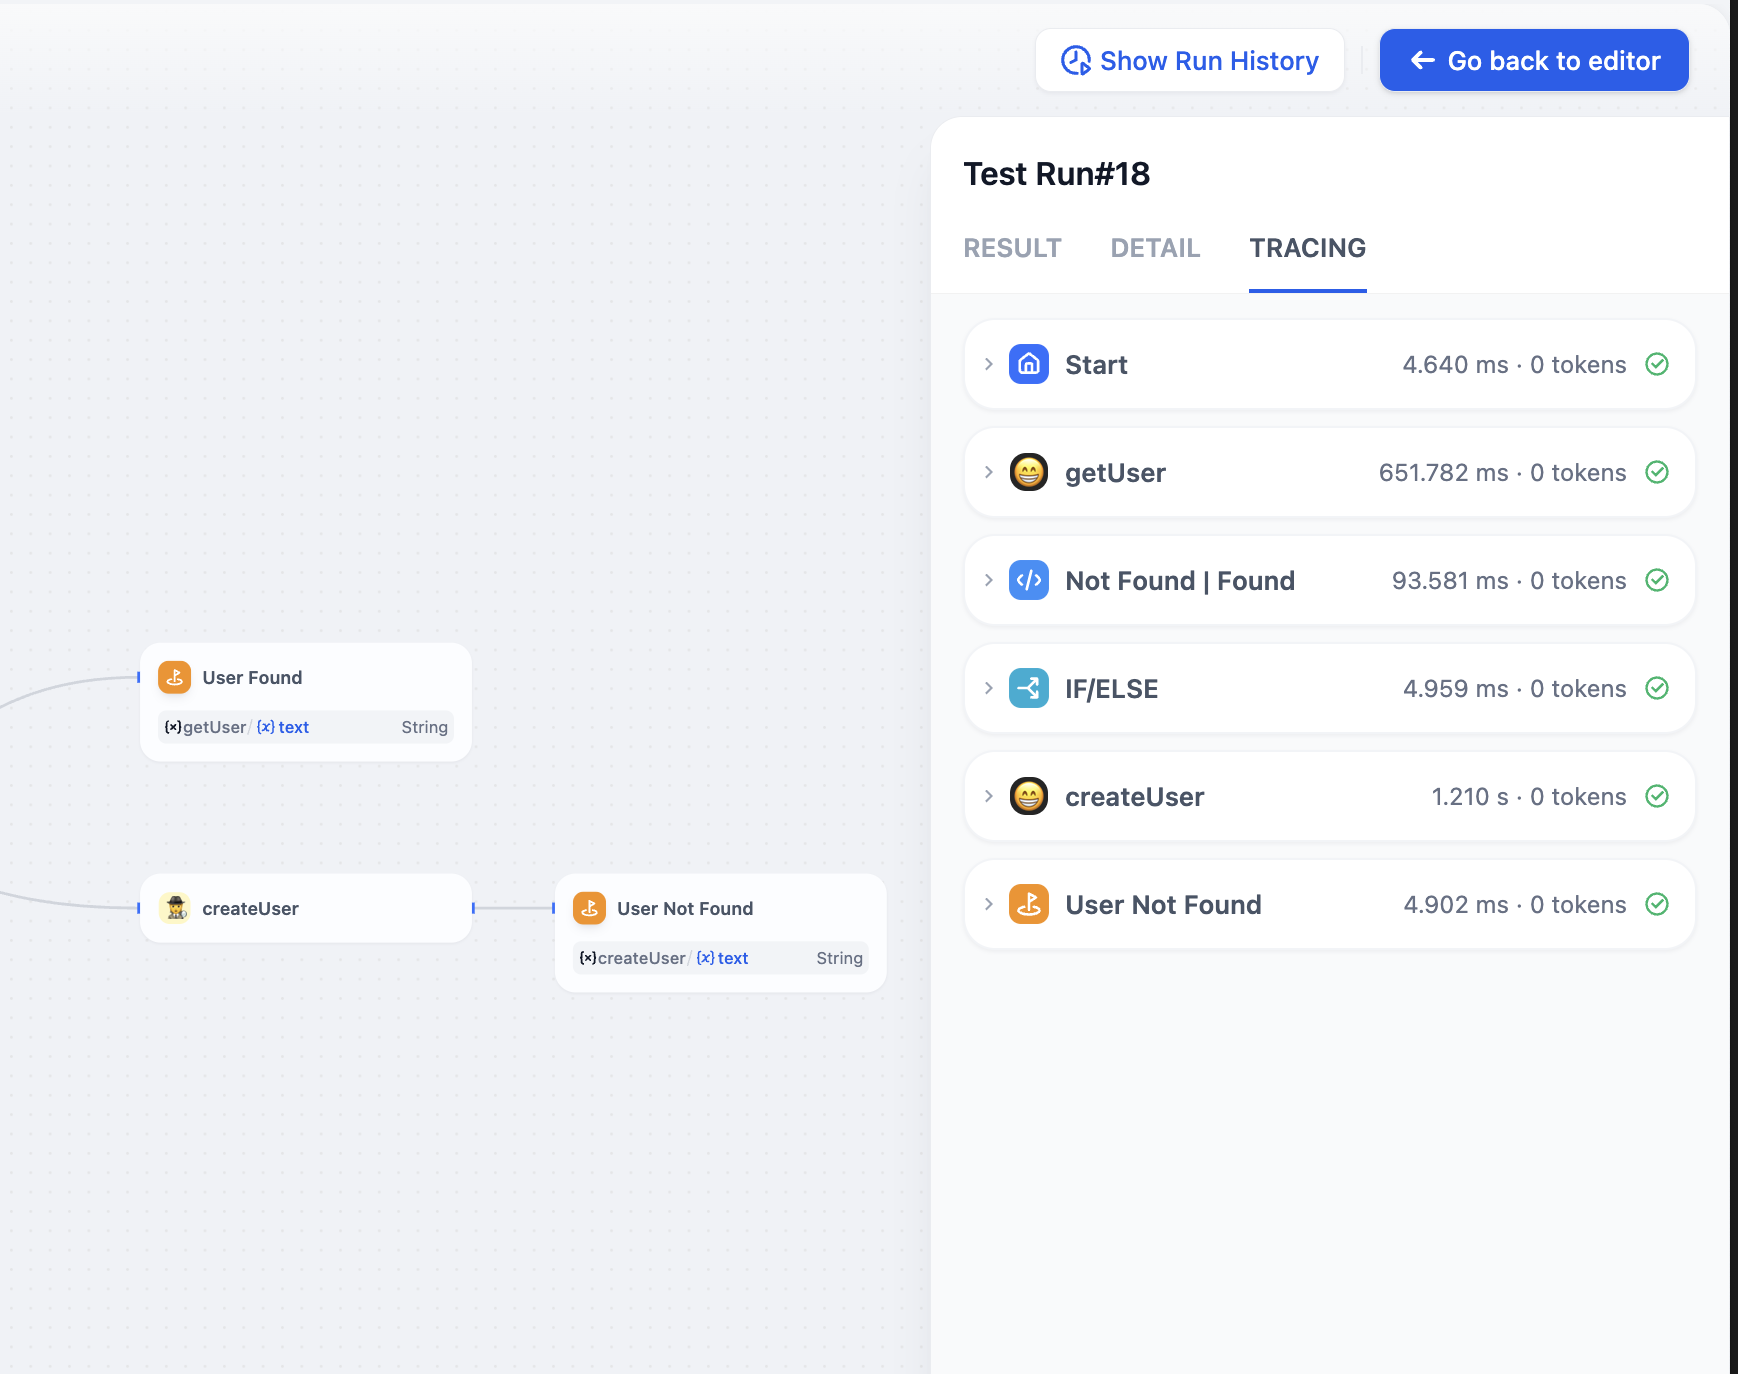 Show Run History
← Go back to editor
Test Run#18
RESULT DETAIL TRACING
Start 4.640 ms · 0 tokens
getUser 651.782 ms · 0 tokens
Not Found | Found 93.581 ms · 0 tokens
IF/ELSE 4.959 ms · 0 tokens
createUser 1.210 s · 0 tokens
User Not Found 4.902 ms · 0 tokens
User Found
{x}getUser/{x}text String
createUser
User Not Found
{x}createUser/{x}text String